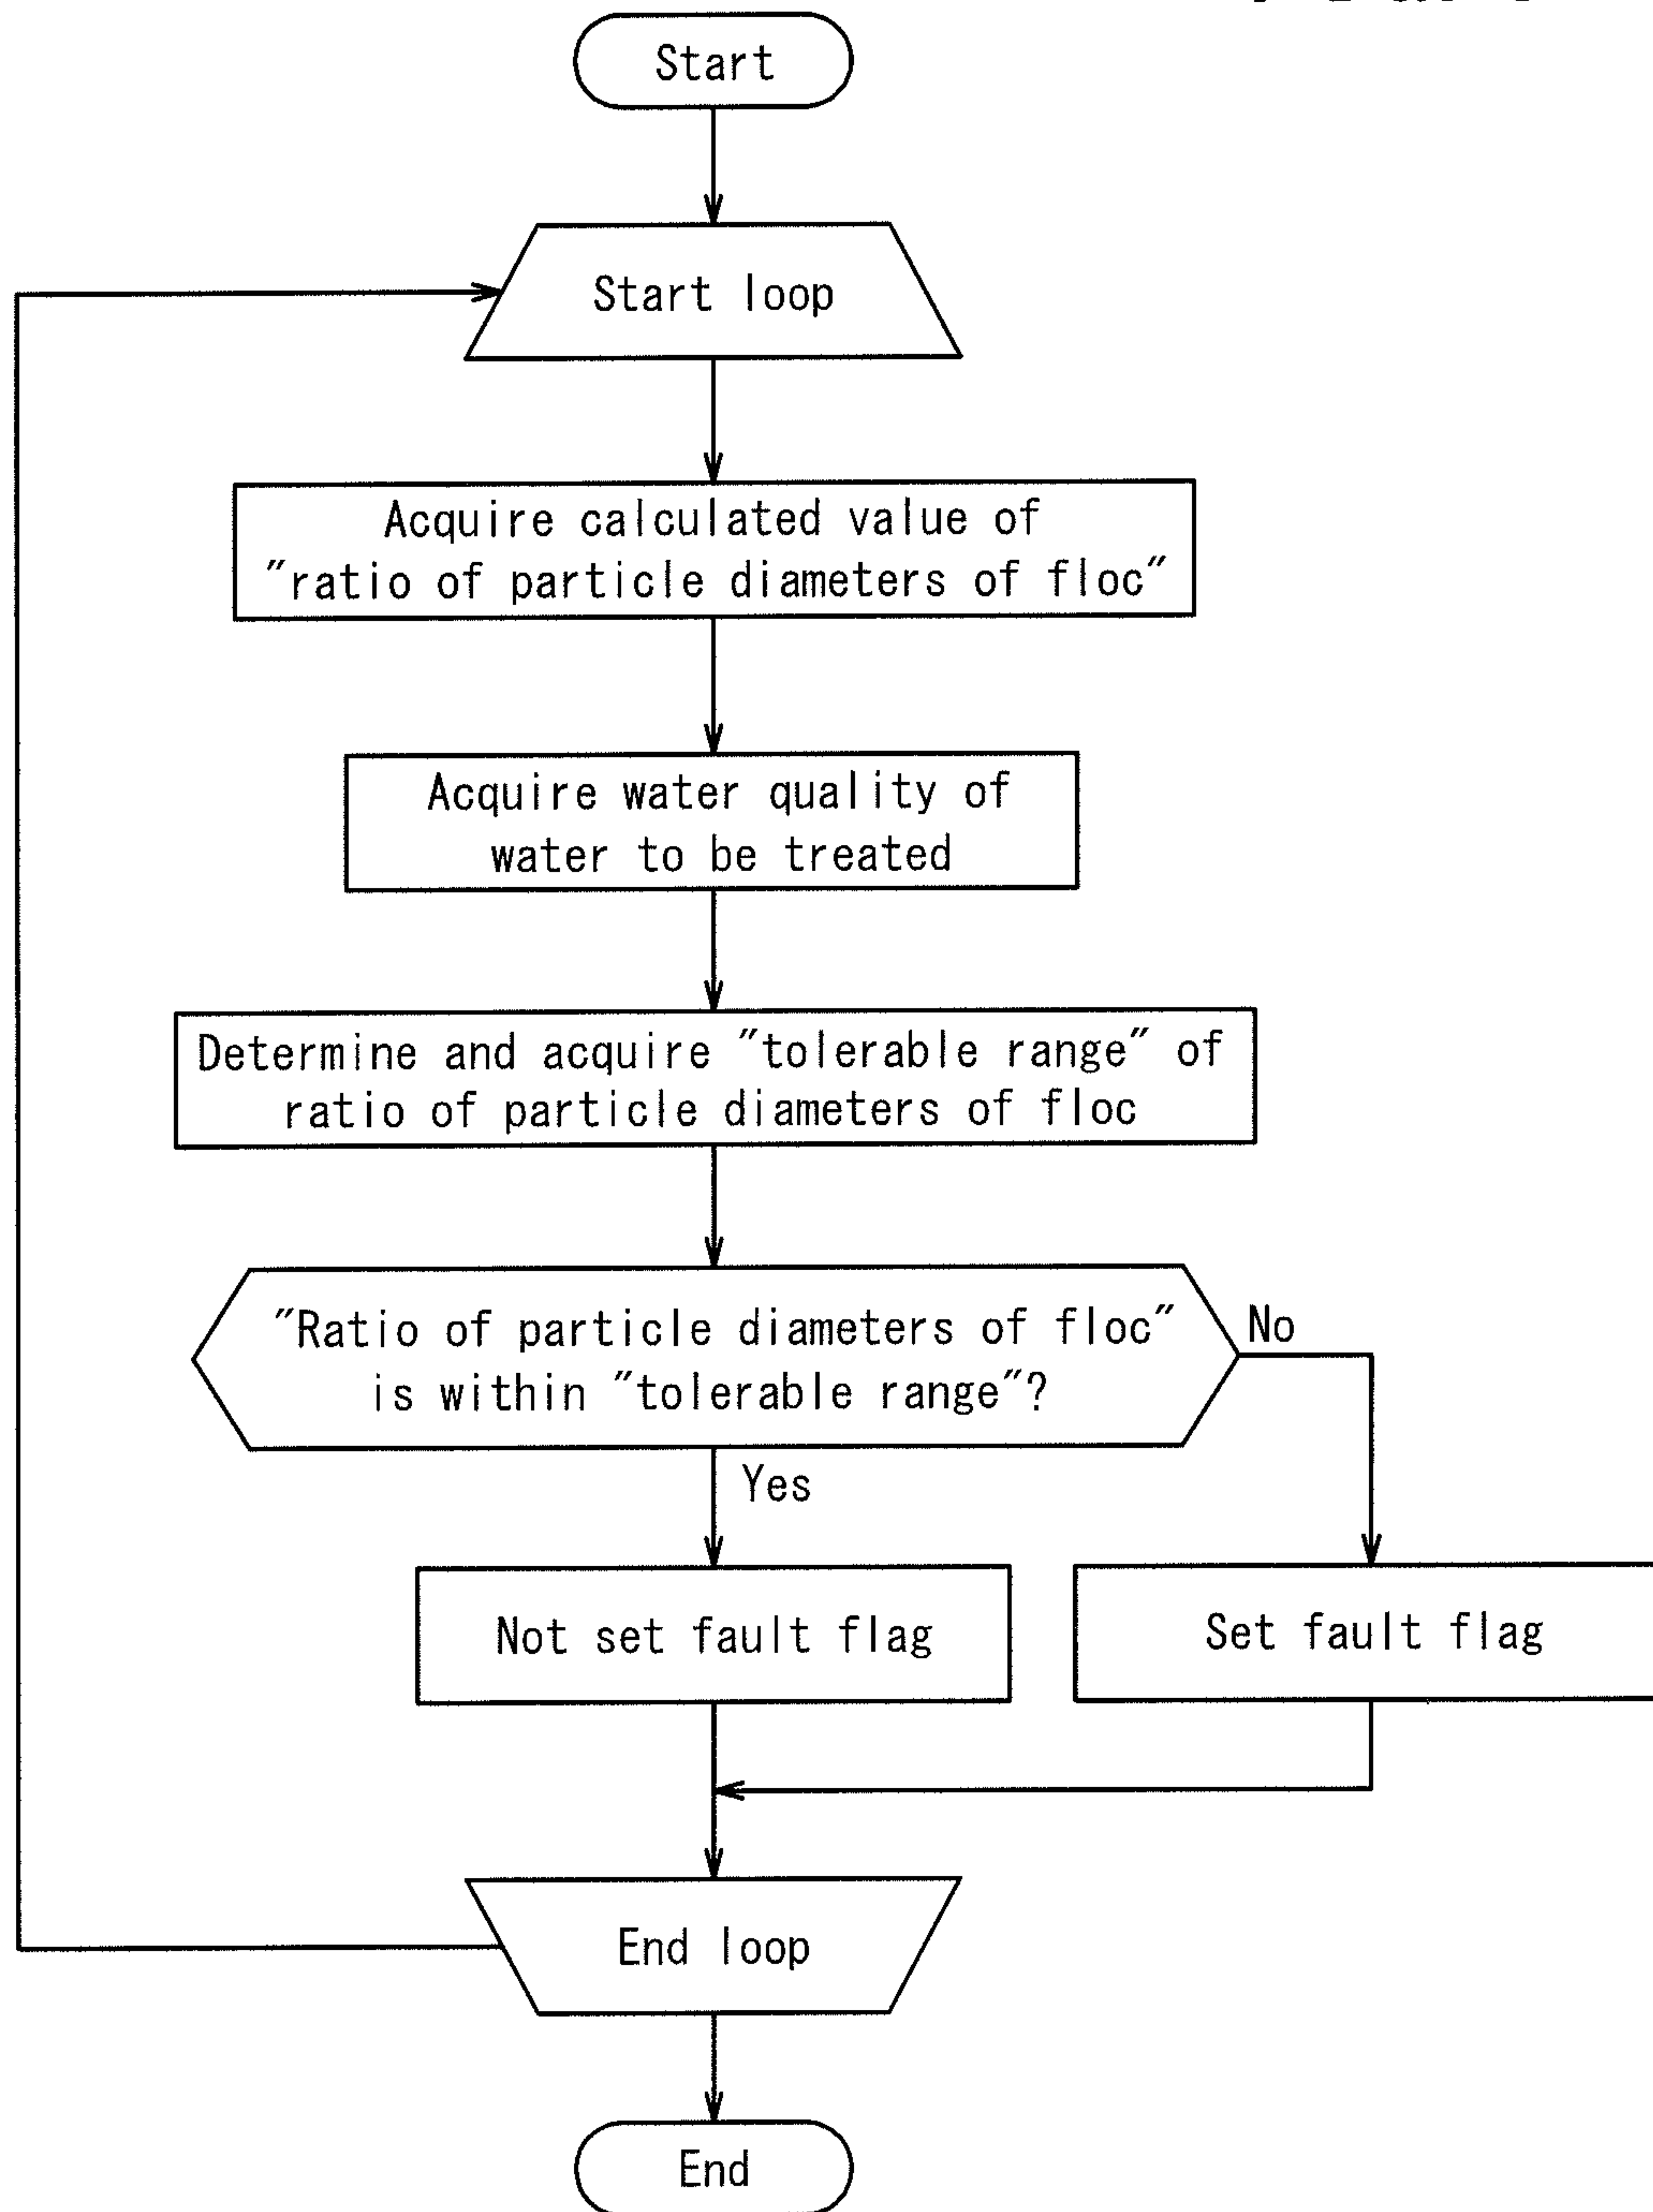 Start
Start loop
Acquire calculated value of
"ratio of particle diameters of floc"
Acquire water quality of
water to be treated
Determine and acquire "tolerable range" of
ratio of particle diameters of floc
"Ratio of particle diameters of floc"
is within "tolerable range"?
No
Yes
Not set fault flag
Set fault flag
End loop
End